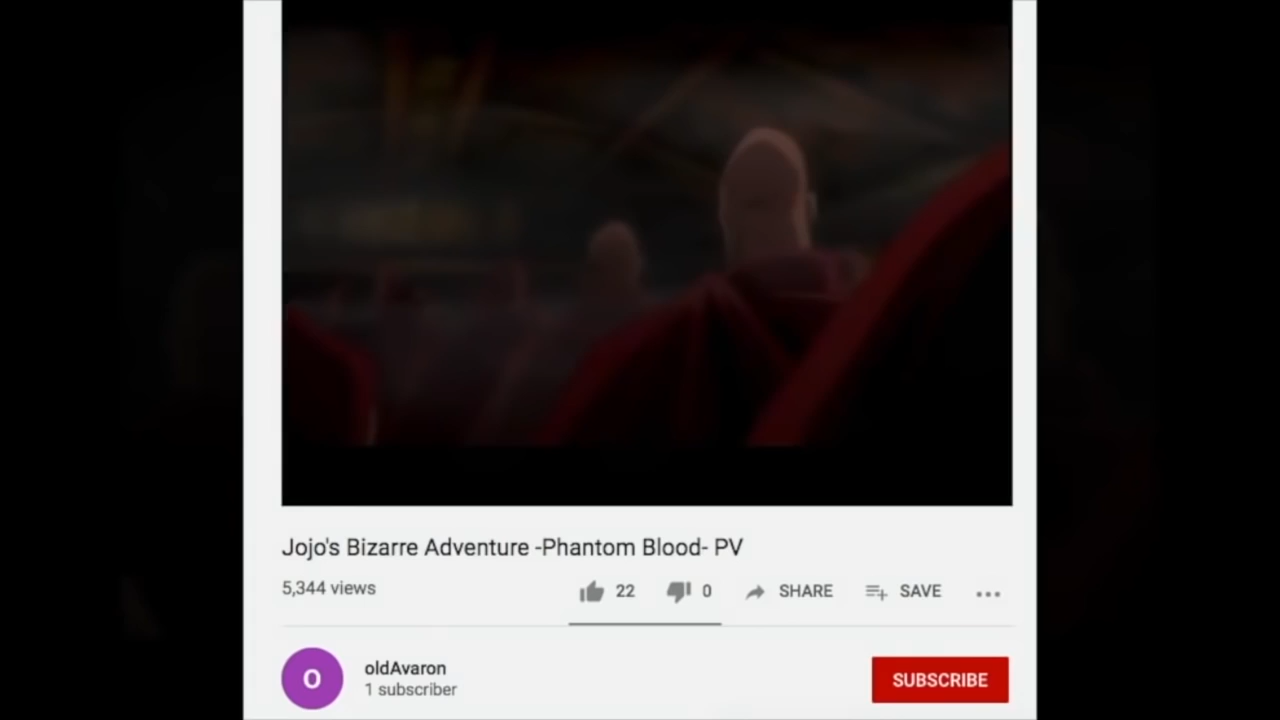 Jojo's Bizarre Adventure -Phantom Blood- PV
5,344 views
22
0
SHARE
SAVE
O
oldAvaron
1 subscriber
SUBSCRIBE